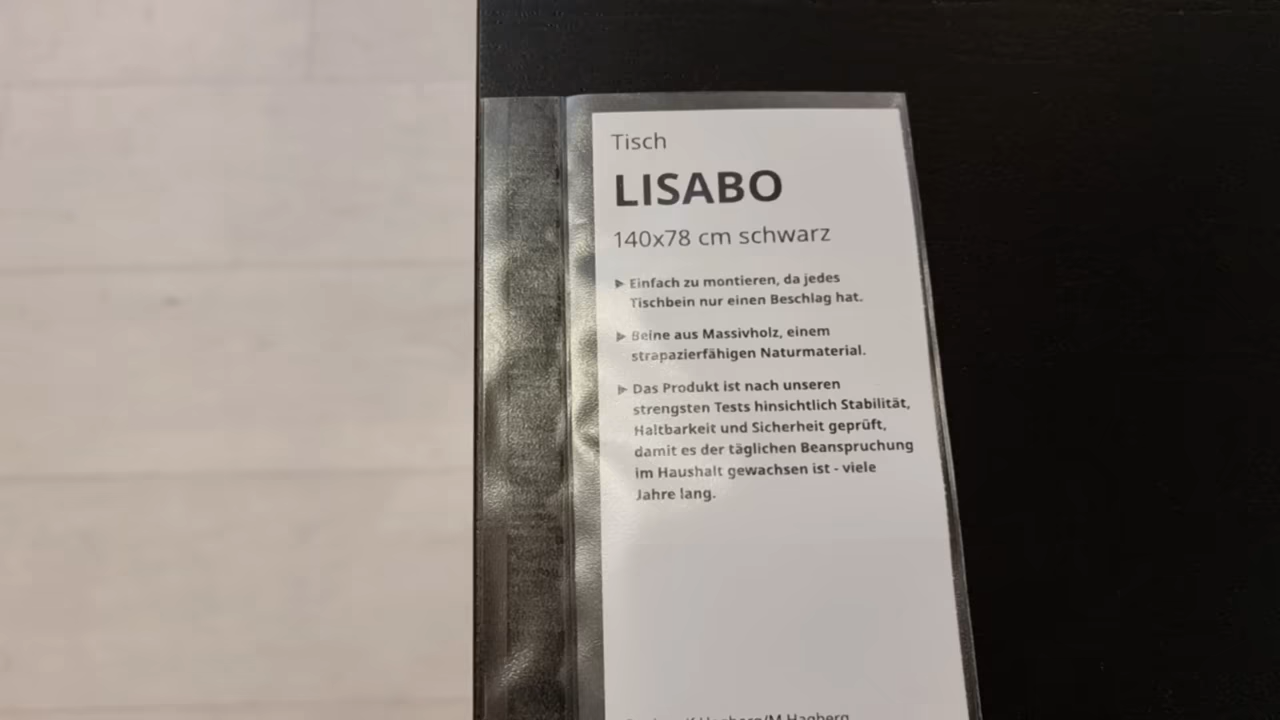 Tisch
LISABO
140x78 cm schwarz
▶ Einfach zu montieren, da jedes
Tischbein nur einen Beschlag hat.
▶ Beine aus Massivholz, einem
strapazierfähigen Naturmaterial.
▶ Das Produkt ist nach unseren
strengsten Tests hinsichtlich Stabilität,
Haltbarkeit und Sicherheit geprüft,
damit es der täglichen Beanspruchung
im Haushalt gewachsen ist - viele
Jahre lang.
Hagberg/M Hagberg